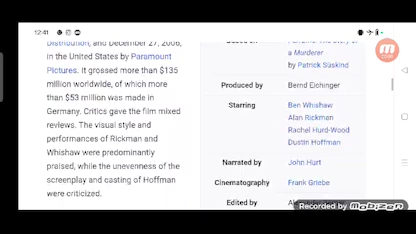 12:41
Distribution, and December 27, 2006,
in the United States by Paramount
Pictures. It grossed more than $135
million worldwide, of which more
than $53 million was made in
Germany. Critics gave the film mixed
reviews. The visual style and
performances of Rickman and
Whishaw were predominantly
praised, while the unevenness of the
screenplay and casting of Hoffman
were criticized.
a Murderer
by Patrick Süskind
Produced by Bernd Eichinger
Starring Ben Whishaw
Alan Rickman
Rachel Hurd-Wood
Dustin Hoffman
Narrated by John Hurt
Cinematography Frank Griebe
Edited by
Recorded by Mobizen